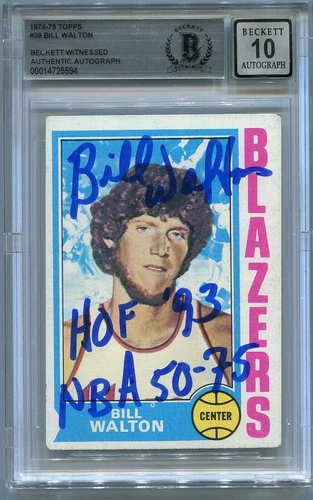 1974-75 TOPPS
#39 BILL WALTON
BECKETT WITNESSED
AUTHENTIC AUTOGRAPH
00014725594
BECKETT
10
AUTOGRAPH
BLAZERS
Bill Walton
HOF '93
NBA 50-75
BILL
WALTON
CENTER